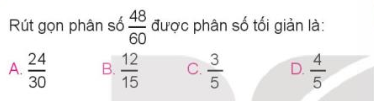 Rút gọn phân số 48/60 được phân số tối giản là:
A. 24/30 B. 12/15 C. 3/5 D. 4/5